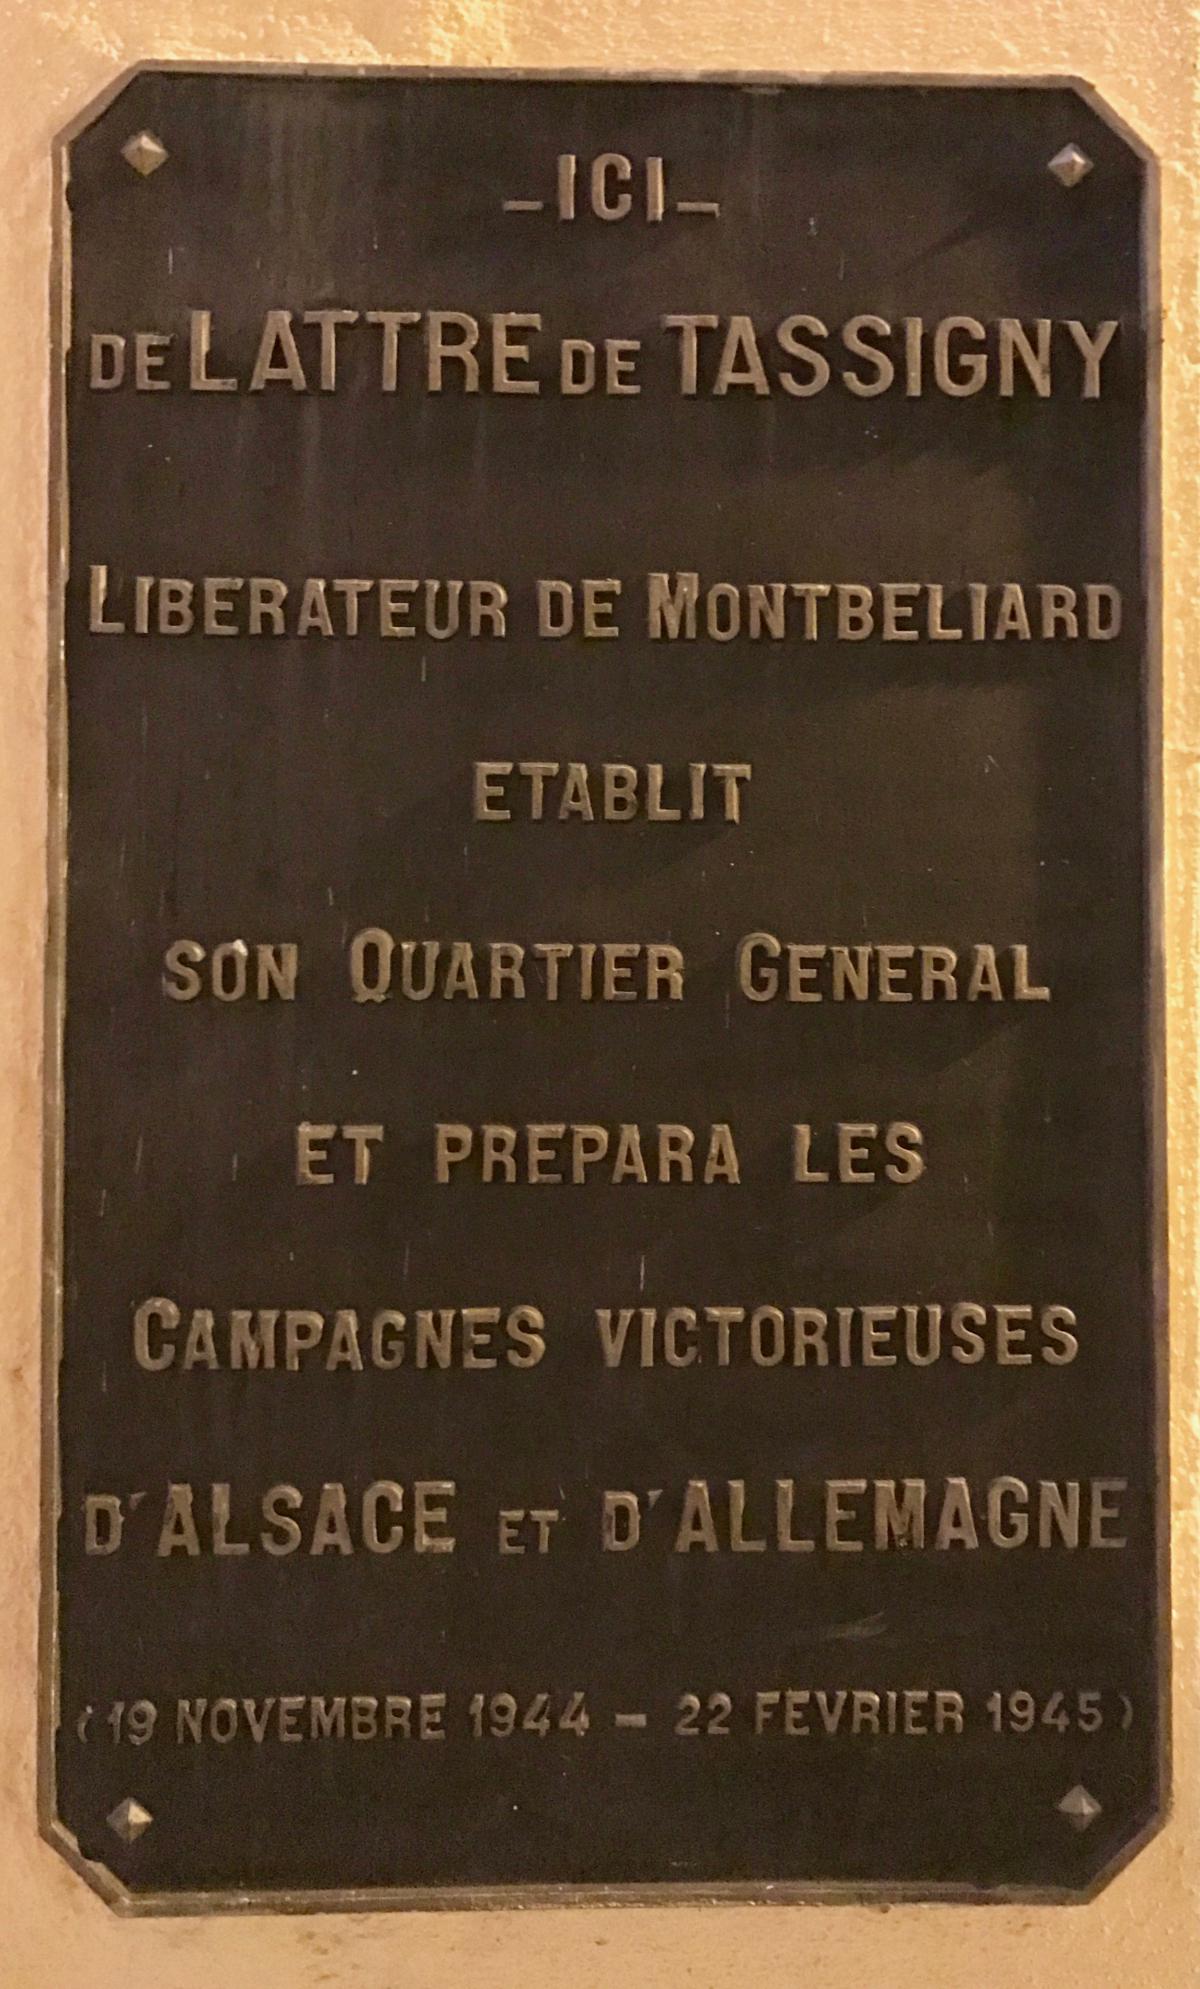 -ICI-
DE LATTRE DE TASSIGNY
LIBERATEUR DE MONTBELIARD
ETABLIT
SON QUARTIER GENERAL
ET PREPARA LES
CAMPAGNES VICTORIEUSES
D'ALSACE ET D'ALLEMAGNE
(19 NOVEMBRE 1944 - 22 FEVRIER 1945)